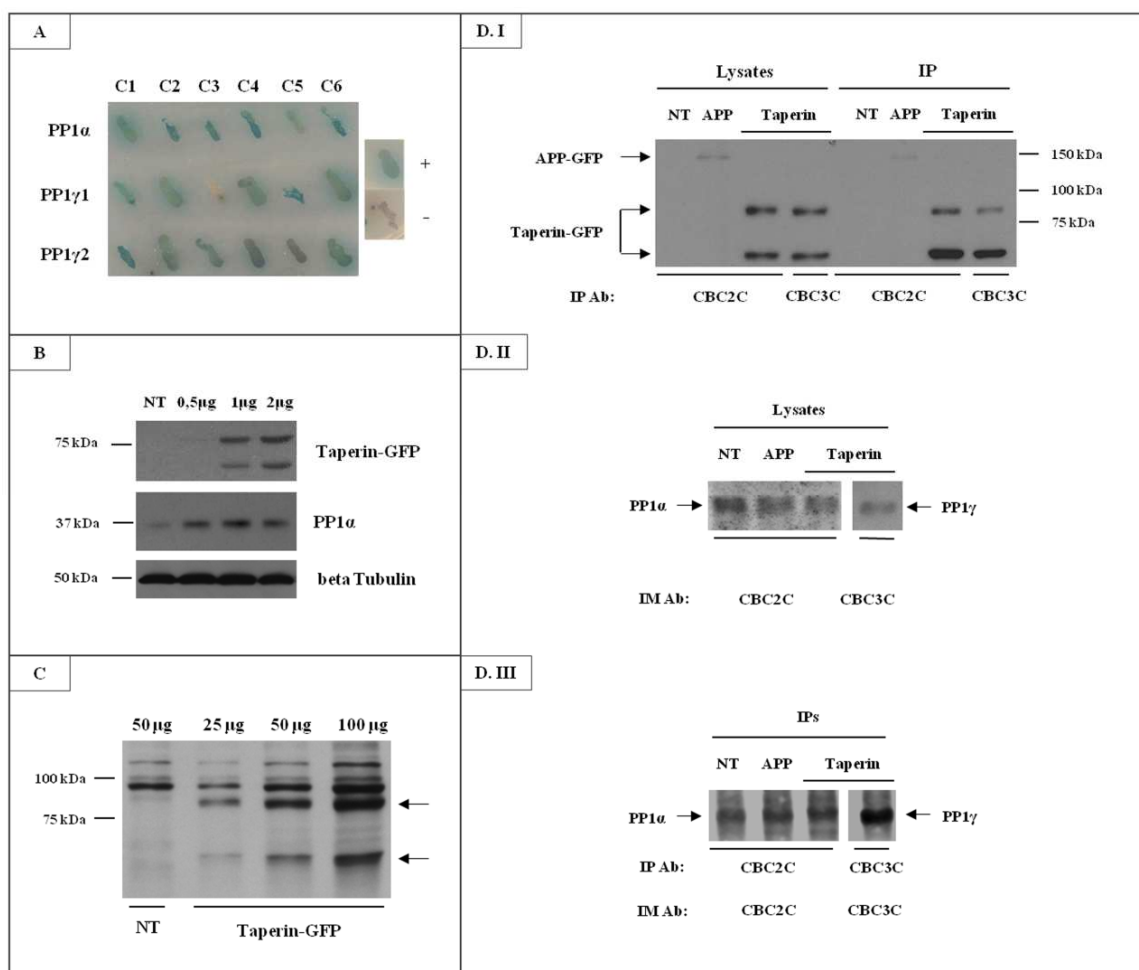 A
C1 C2 C3 C4 C5 C6
PP1α
PP1γ1
PP1γ2
+
-
B
NT 0,5µg 1µg 2µg
75 kDa
Taperin-GFP
37 kDa
PP1α
50 kDa
beta Tubulin
C
50 µg 25 µg 50 µg 100 µg
100 kDa
75 kDa
NT
Taperin-GFP
D. I
Lysates IP
NT APP Taperin NT APP Taperin
APP-GFP
150 kDa
100 kDa
75 kDa
Taperin-GFP
IP Ab: CBC2C CBC3C CBC2C CBC3C
D. II
Lysates
NT APP Taperin
PP1α PP1γ
IM Ab: CBC2C CBC3C
D. III
IPs
NT APP Taperin
PP1α PP1γ
IP Ab: CBC2C CBC3C
IM Ab: CBC2C CBC3C